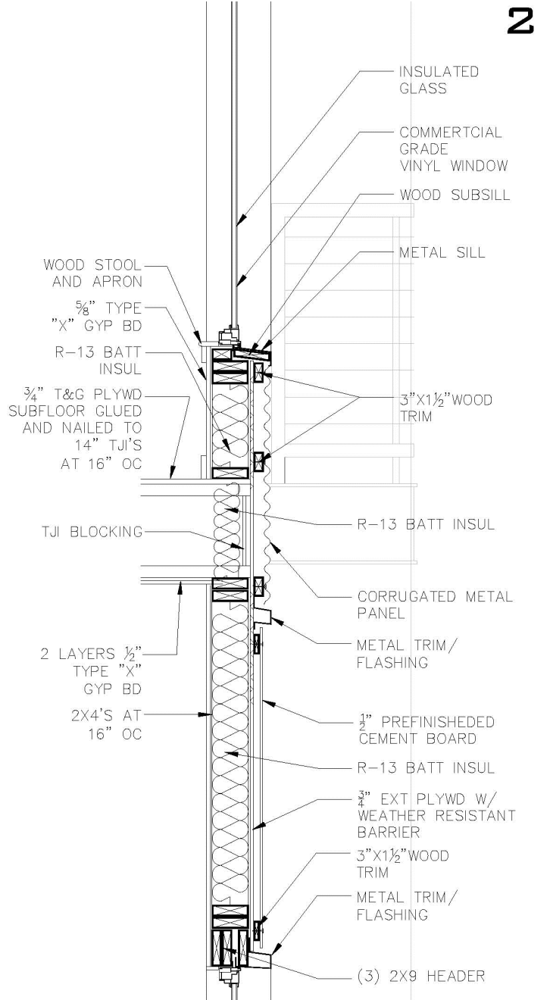 2
INSULATED
GLASS
COMMERTCIAL
GRADE
VINYL WINDOW
WOOD SUBSILL
METAL SILL
WOOD STOOL
AND APRON
⅝" TYPE
"X" GYP BD
R-13 BATT
INSUL
¾" T&G PLYWD
SUBFLOOR GLUED
AND NAILED TO
14" TJI'S
AT 16" OC
3"X1½"WOOD
TRIM
R-13 BATT INSUL
TJI BLOCKING
CORRUGATED METAL
PANEL
METAL TRIM/
FLASHING
2 LAYERS ½"
TYPE "X"
GYP BD
2X4'S AT
16" OC
½" PREFINISHEDED
CEMENT BOARD
R-13 BATT INSUL
¾" EXT PLYWD W/
WEATHER RESISTANT
BARRIER
3"X1½"WOOD
TRIM
METAL TRIM/
FLASHING
(3) 2X9 HEADER